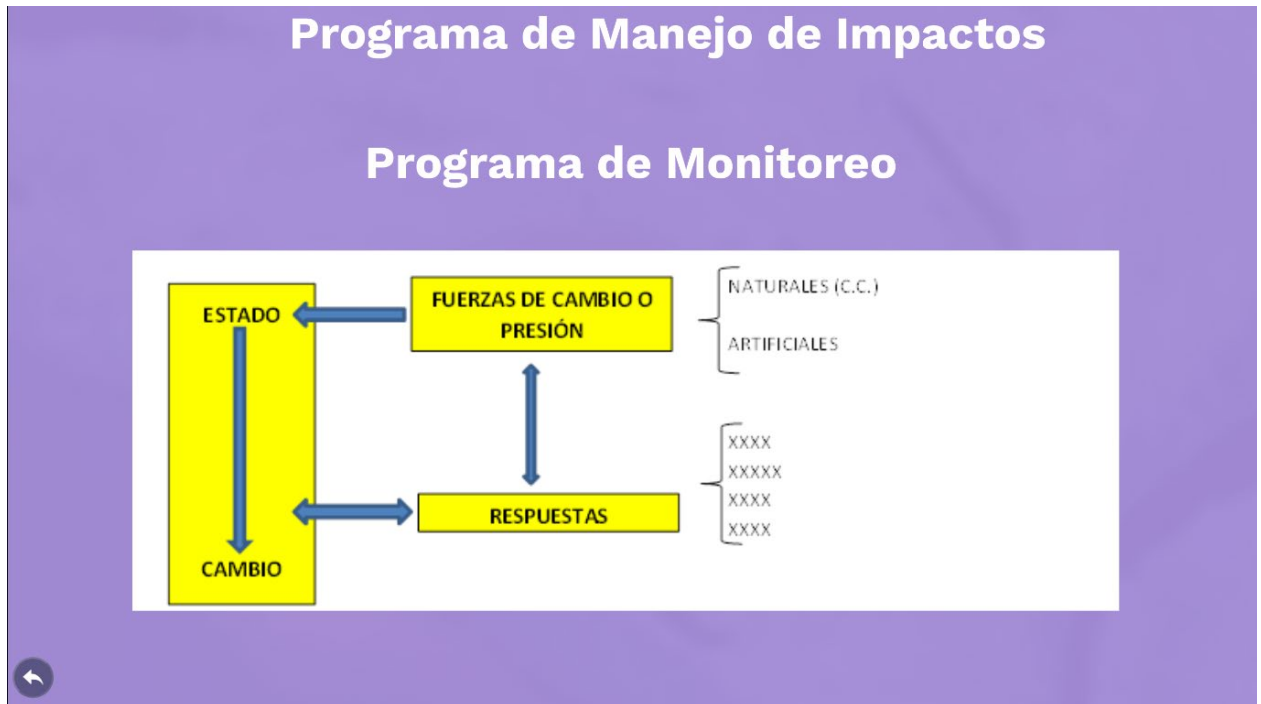 Programa de Manejo de Impactos
Programa de Monitoreo
ESTADO
FUERZAS DE CAMBIO O
PRESIÓN
NATURALES (C.C.)
ARTIFICIALES
XXXX
XXXXX
XXXX
XXXX
RESPUESTAS
CAMBIO